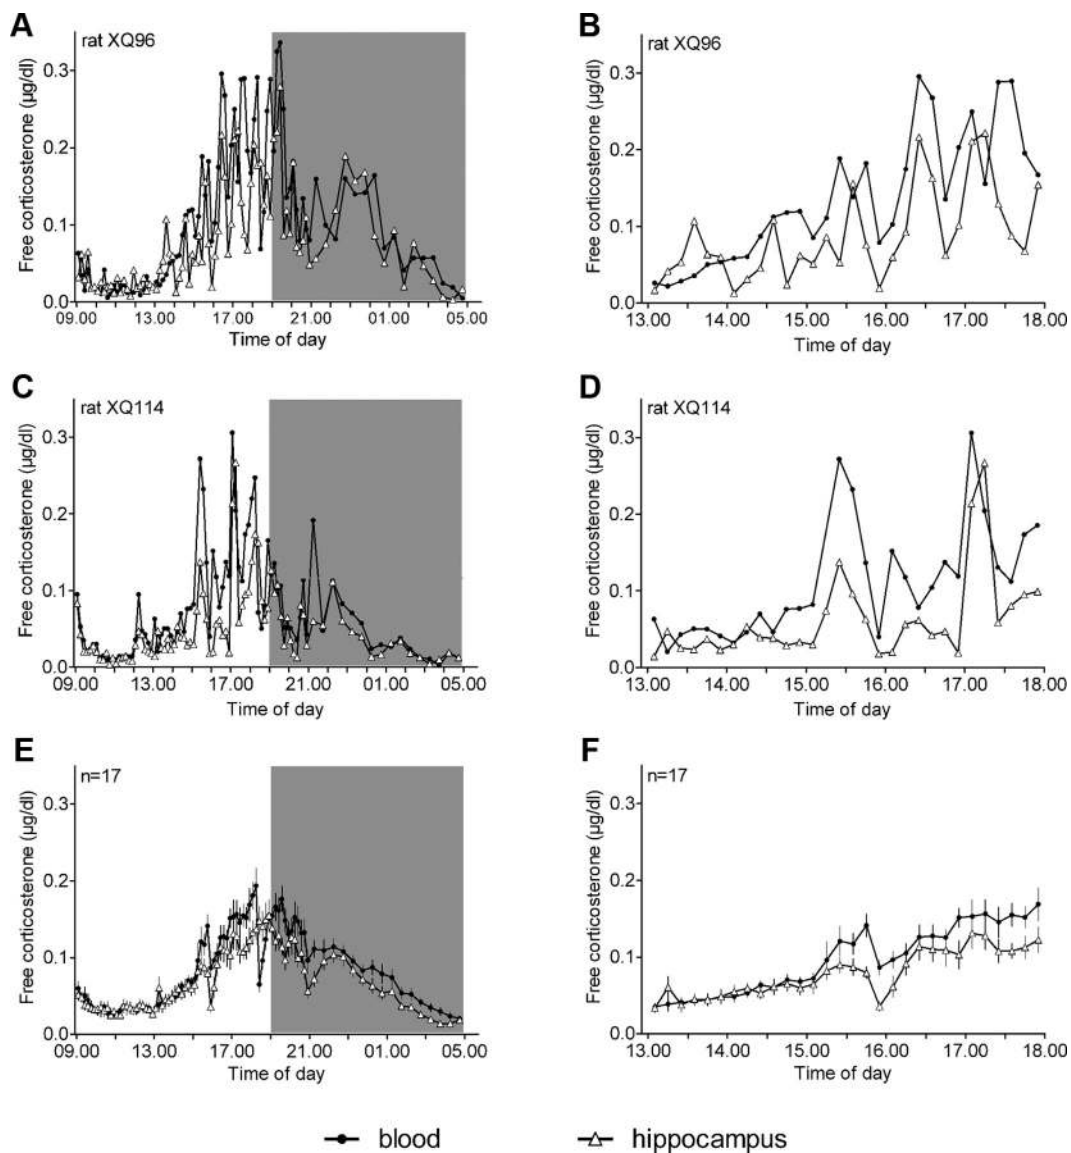 A
rat XQ96
Free corticosterone (µg/dl)
0.3
0.2
0.1
0.0
09.00 13.00 17.00 21.00 01.00 05.00
Time of day
B
rat XQ96
Free corticosterone (µg/dl)
0.3
0.2
0.1
0.0
13.00 14.00 15.00 16.00 17.00 18.00
Time of day
C
rat XQ114
Free corticosterone (µg/dl)
0.3
0.2
0.1
0.0
09.00 13.00 17.00 21.00 01.00 05.00
Time of day
D
rat XQ114
Free corticosterone (µg/dl)
0.3
0.2
0.1
0.0
13.00 14.00 15.00 16.00 17.00 18.00
Time of day
E
n=17
Free corticosterone (µg/dl)
0.3
0.2
0.1
0.0
09.00 13.00 17.00 21.00 01.00 05.00
Time of day
F
n=17
Free corticosterone (µg/dl)
0.3
0.2
0.1
0.0
13.00 14.00 15.00 16.00 17.00 18.00
Time of day
blood
hippocampus